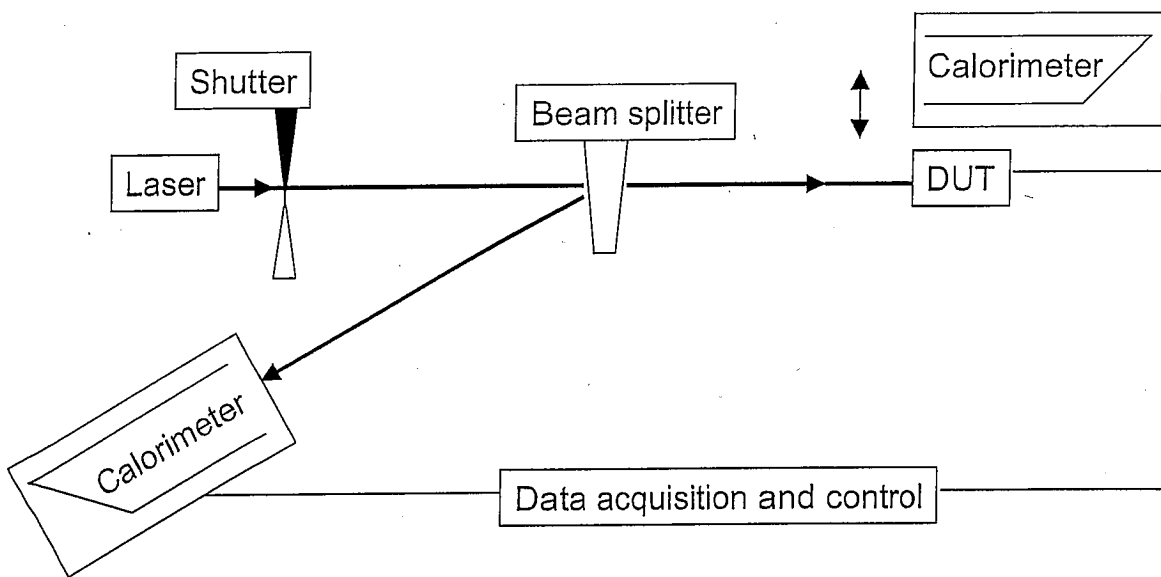 Shutter
Calorimeter
Beam splitter
Laser
DUT
Calorimeter
Data acquisition and control